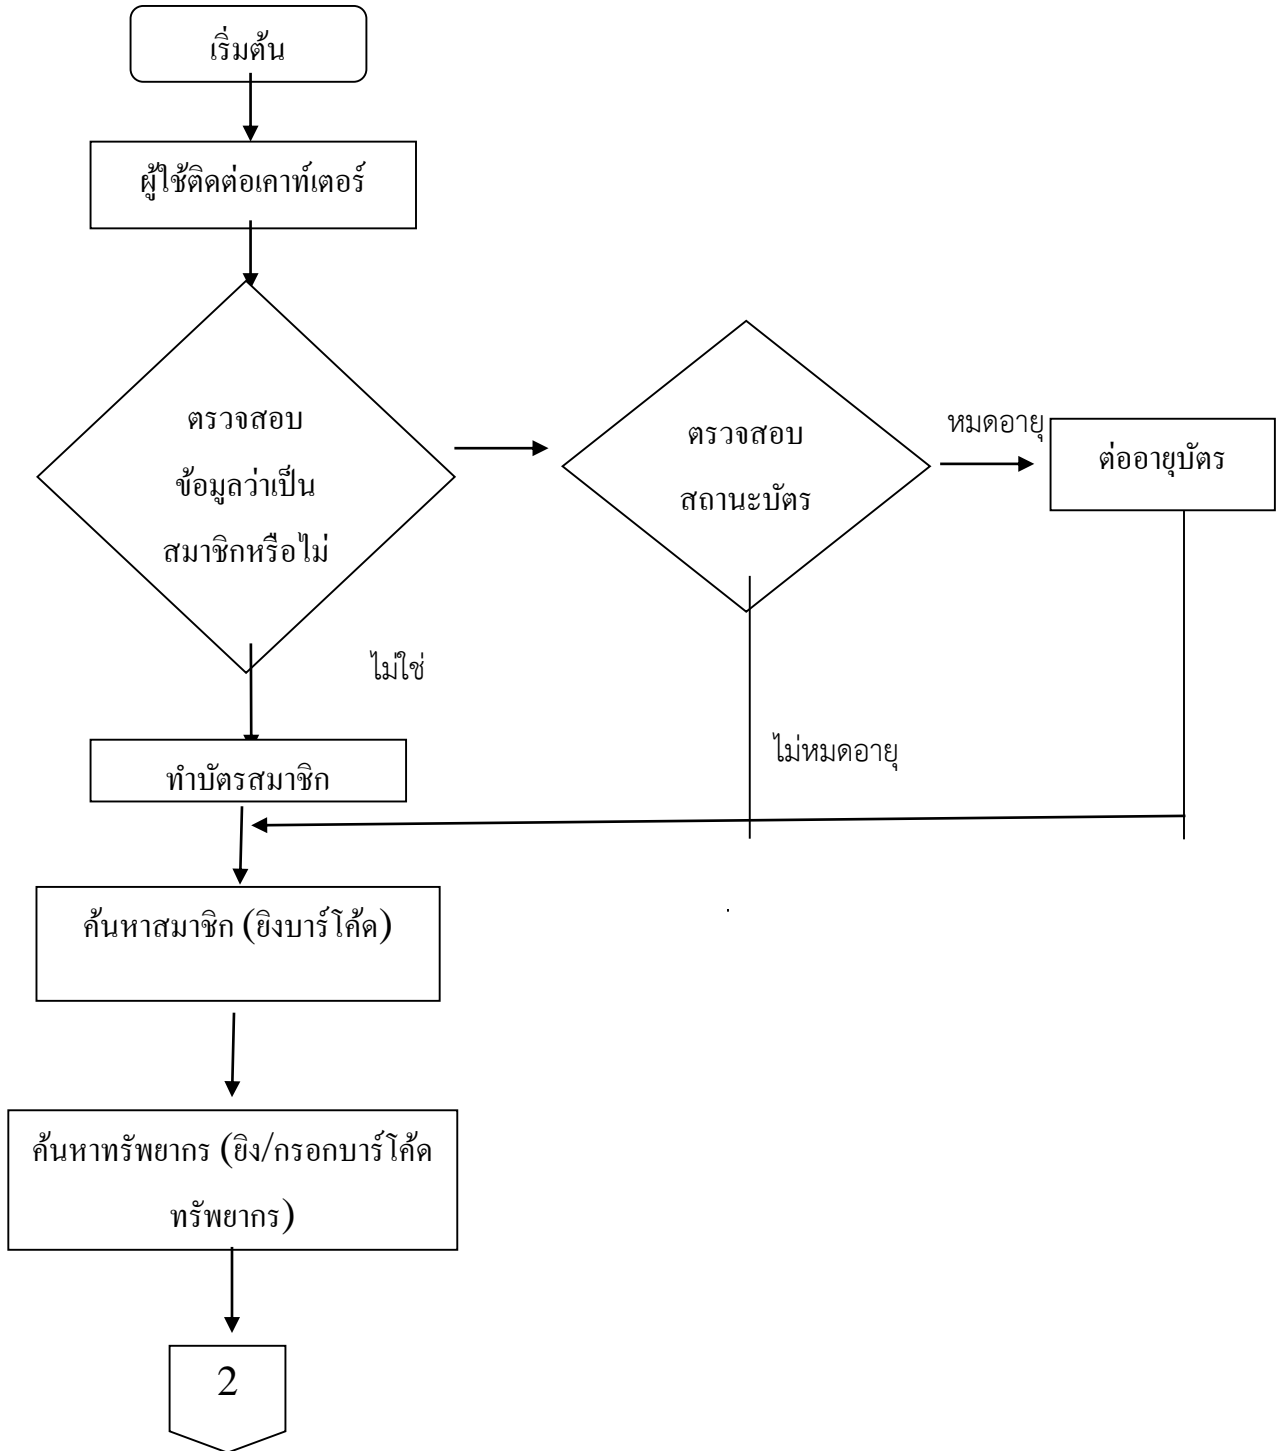 เริ่มต้น
ผู้ใช้ติดต่อเคาท์เตอร์
ตรวจสอบ
ข้อมูลว่าเป็น
สมาชิกหรือไม่
ตรวจสอบ
สถานะบัตร
หมดอายุ
ต่ออายุบัตร
ไม่ใช่
ไม่หมดอายุ
ทำบัตรสมาชิก
ค้นหาสมาชิก (ยิงบาร์โค้ด)
ค้นหาทรัพยากร (ยิง/กรอกบาร์โค้ด
ทรัพยากร)
2